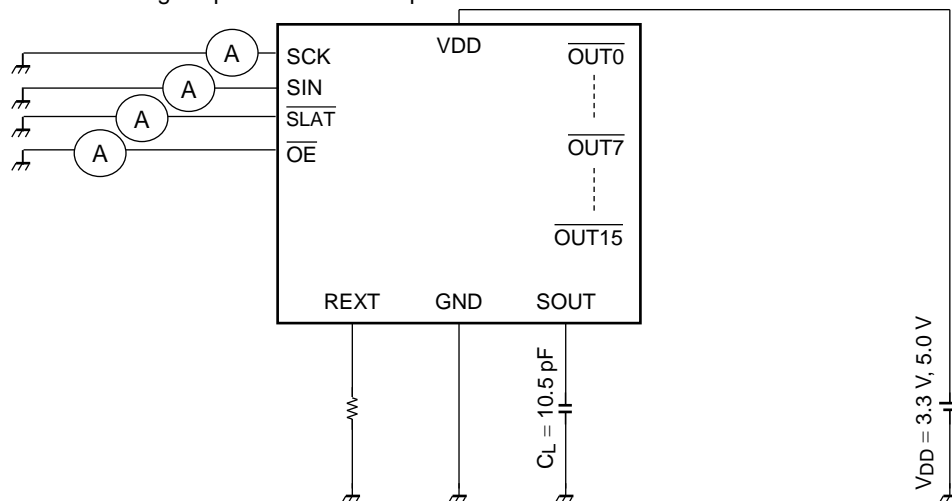 VDD
A
SCK
OUT0
A
SIN
A
SLAT
A
OE
OUT7
OUT15
REXT
GND
SOUT
CL = 10.5 pF
VDD = 3.3 V, 5.0 V